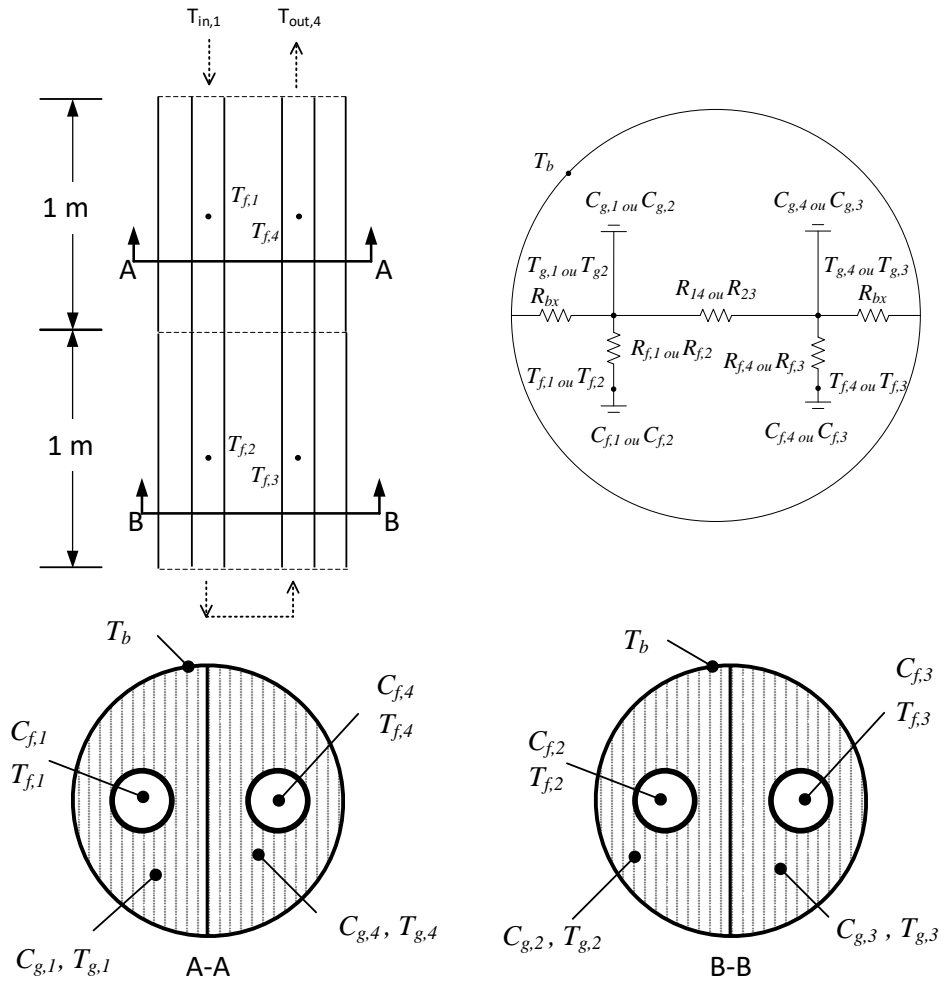 T_in,1 T_out,4
T_f,1
T_f,4
1 m
A A
T_f,2
T_f,3
1 m
B B
T_b
C_g,1 ou C_g,2 C_g,4 ou C_g,3
T_g,1 ou T_g2 T_g,4 ou T_g,3
R_bx R_14 ou R_23 R_bx
R_f,1 ou R_f,2 R_f,4 ou R_f,3
T_f,1 ou T_f,2 T_f,4 ou T_f,3
C_f,1 ou C_f,2 C_f,4 ou C_f,3
T_b
C_f,4
T_f,4
C_f,1
T_f,1
C_g,4, T_g,4
C_g,1, T_g,1
A-A
T_b
C_f,3
T_f,3
C_f,2
T_f,2
C_g,3 , T_g,3
C_g,2, T_g,2
B-B